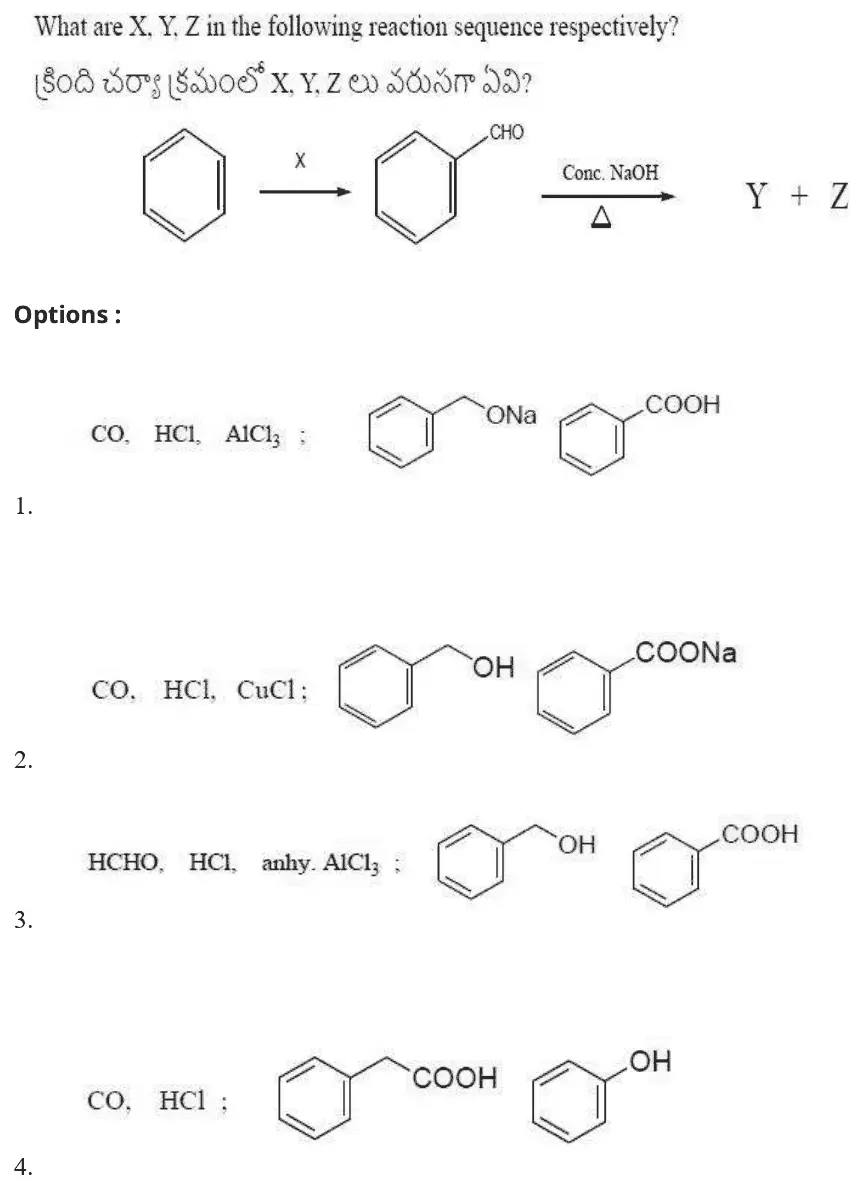 What are X, Y, Z in the following reaction sequence respectively?
క్రింది చర్యా క్రమంలో X, Y, Z లు వరుసగా ఏవి?
X
CHO
Conc. NaOH
Δ
Y + Z
Options :
CO, HCl, AlCl₃ ;
ONa
COOH
1.
CO, HCl, CuCl ;
OH
COONa
2.
HCHO, HCl, anhy. AlCl₃ ;
OH
COOH
3.
CO, HCl ;
COOH
OH
4.